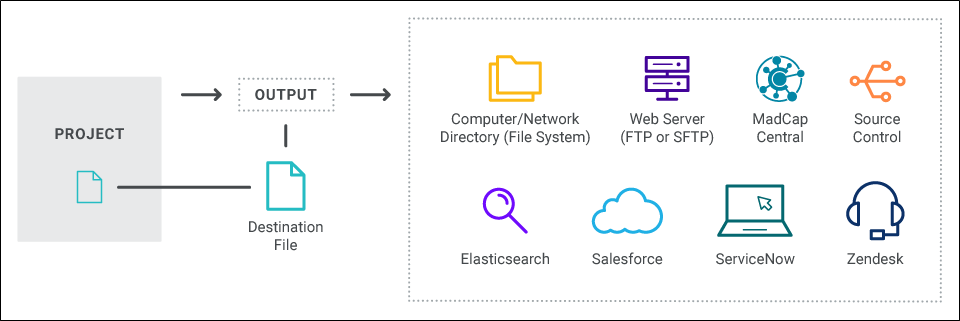 PROJECT
OUTPUT
Destination
File
Computer/Network
Directory (File System)
Web Server
(FTP or SFTP)
MadCap
Central
Source
Control
Elasticsearch
Salesforce
ServiceNow
Zendesk